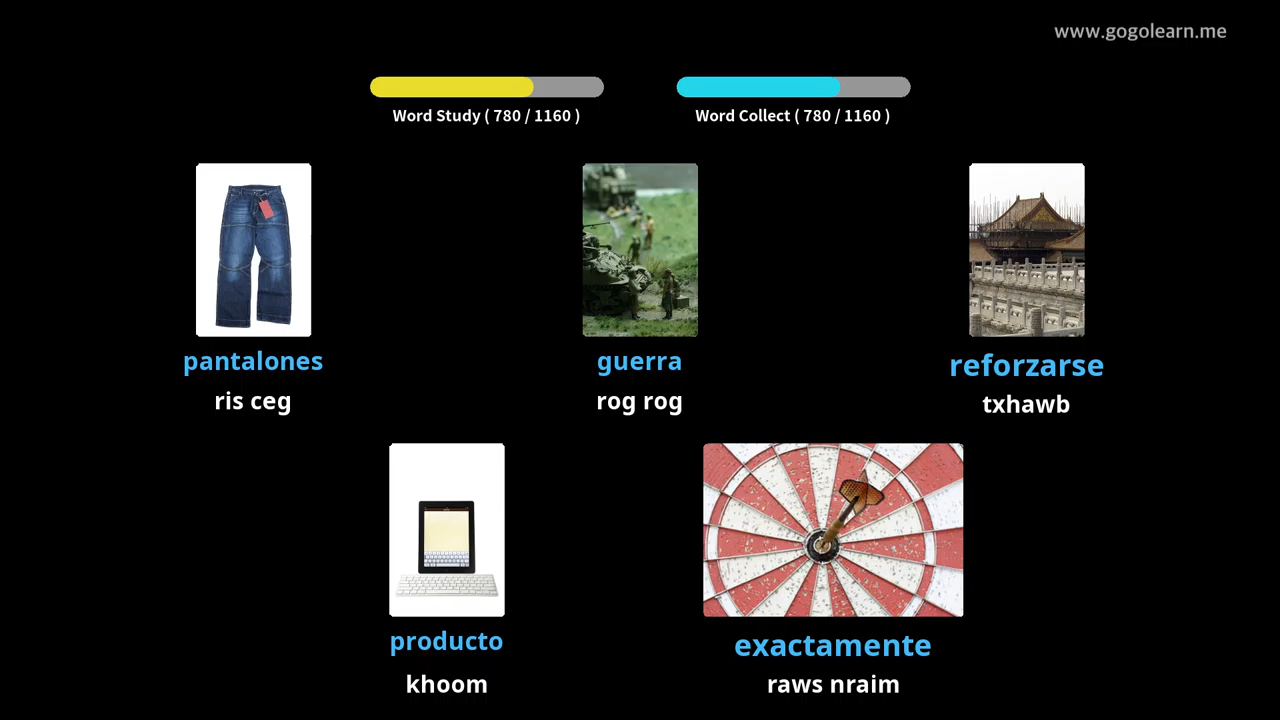 www.gogolearn.me
Word Study ( 780 / 1160 )
Word Collect ( 780 / 1160 )
pantalones
ris ceg
guerra
rog rog
reforzarse
txhawb
producto
khoom
exactamente
raws nraim